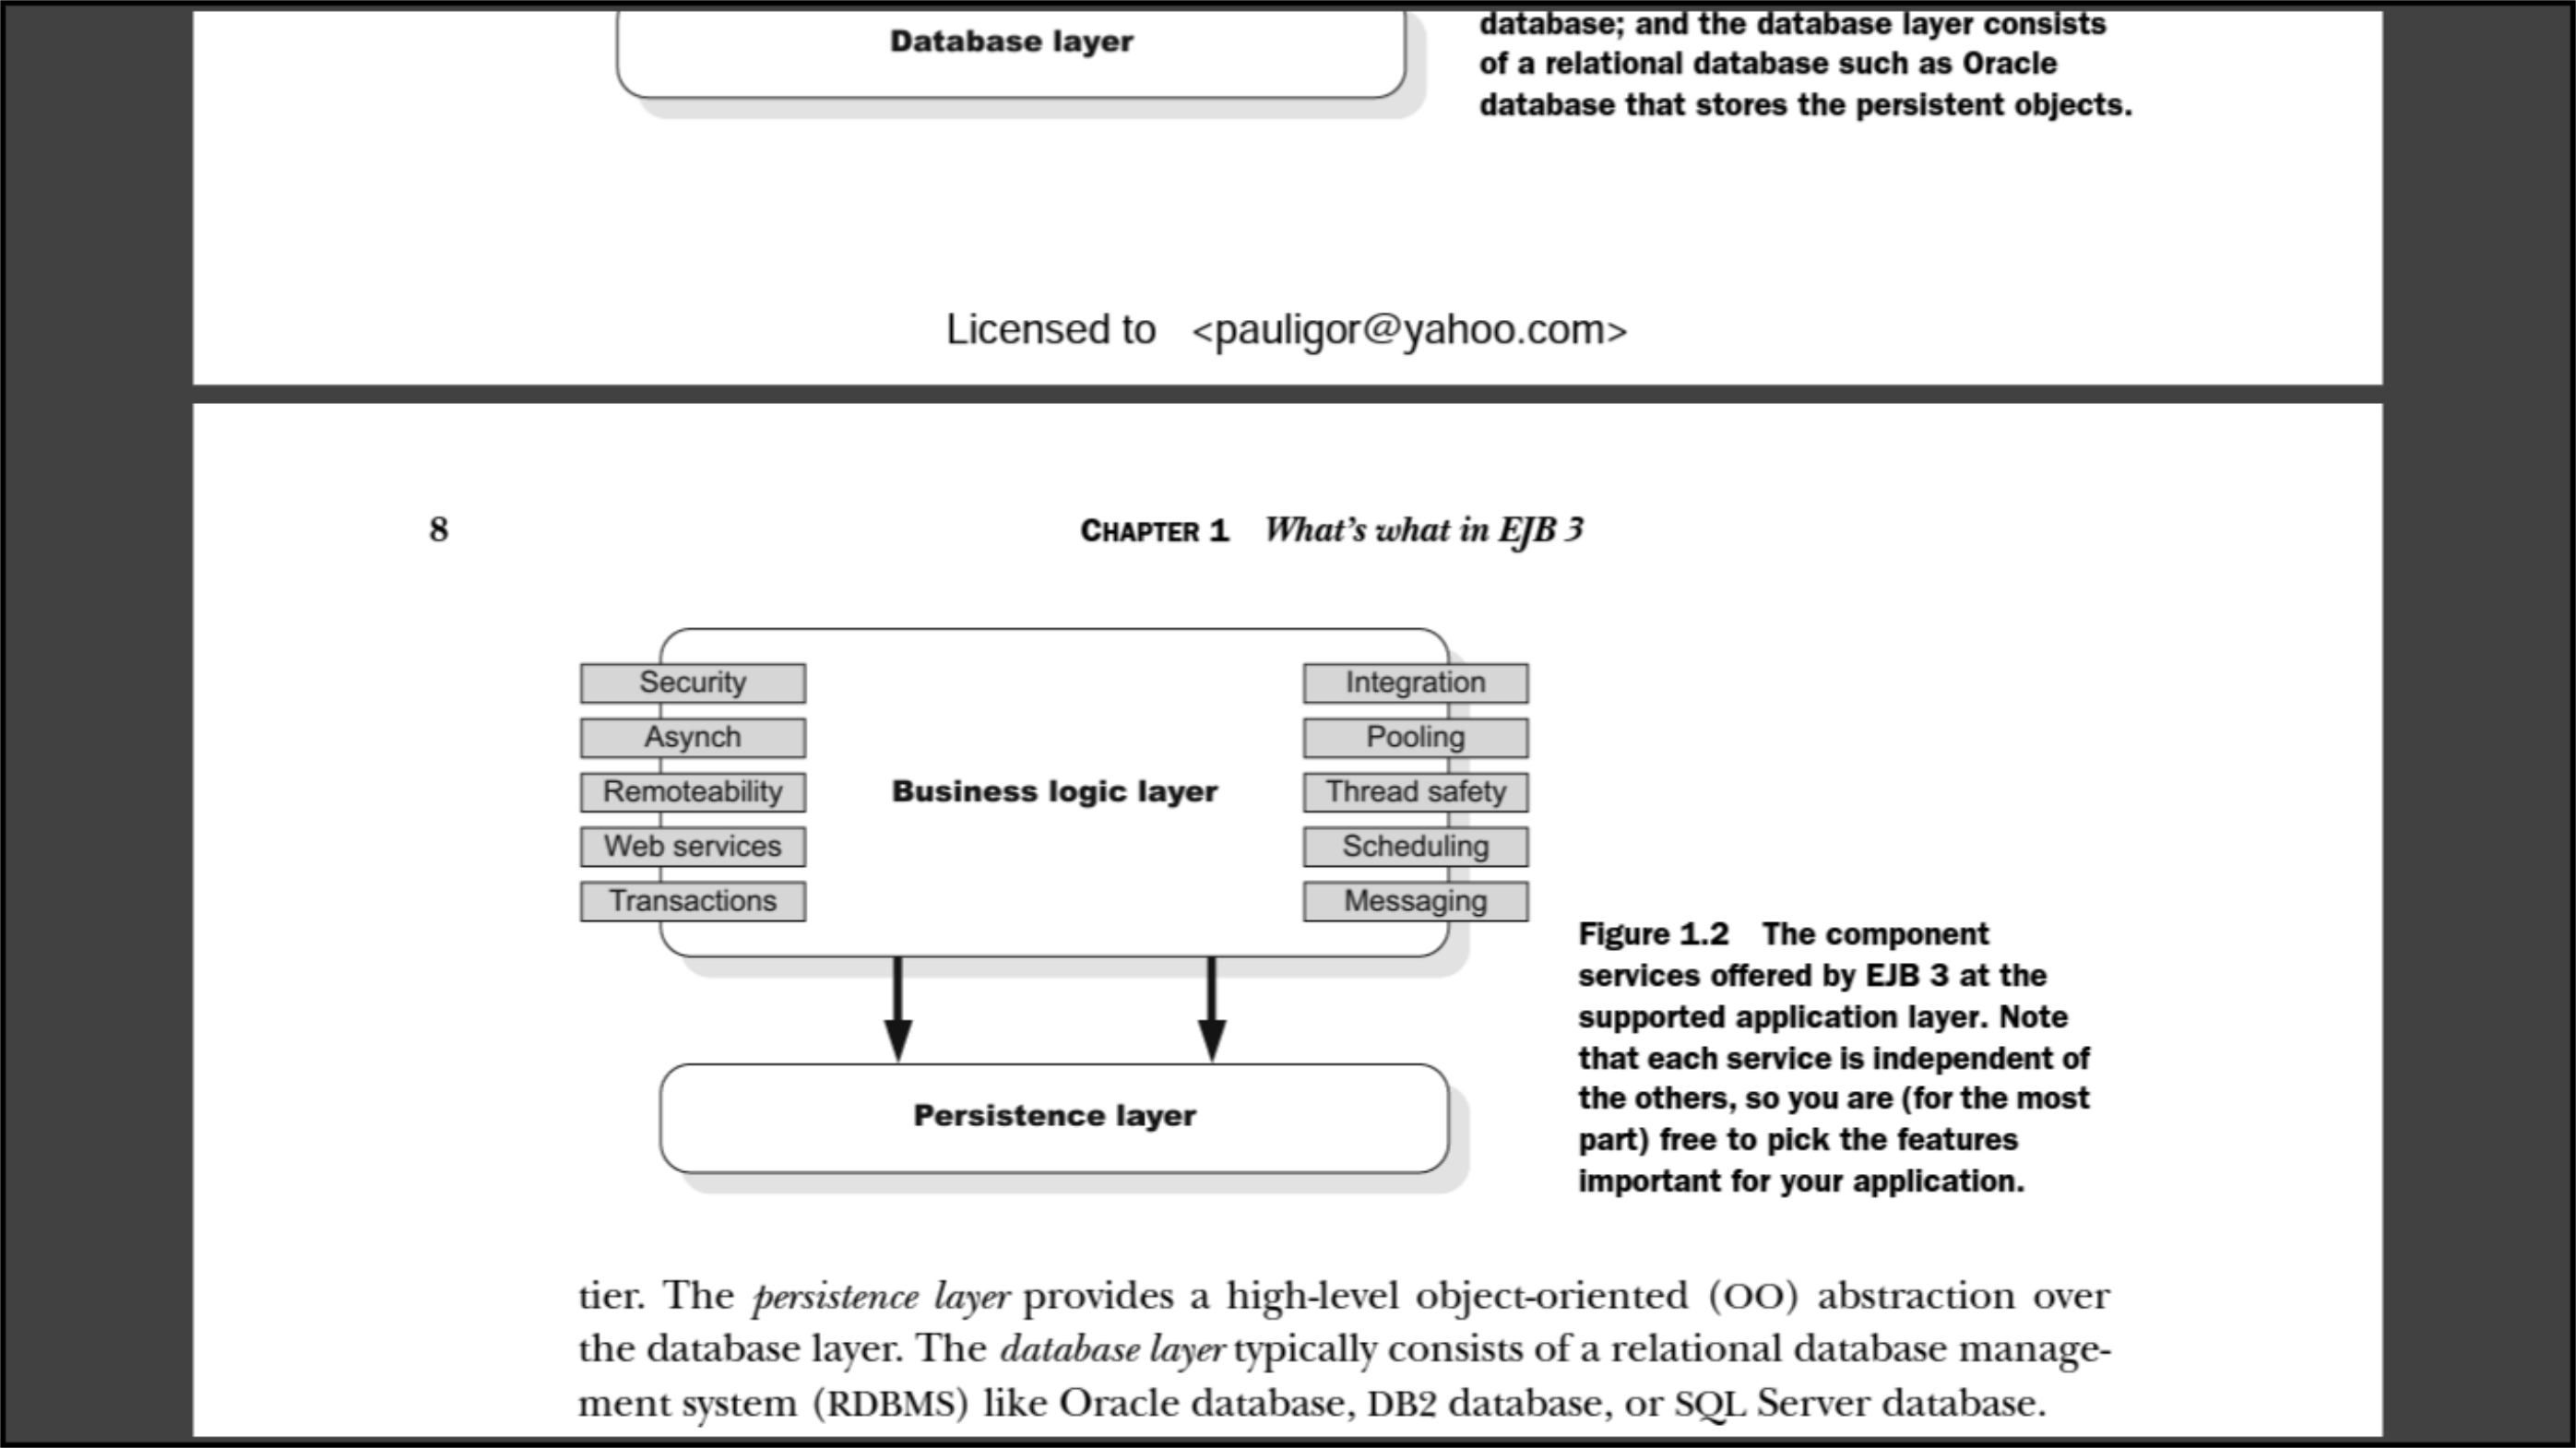 Database layer
database; and the database layer consists
of a relational database such as Oracle
database that stores the persistent objects.
Licensed to <pauligor@yahoo.com>
8
CHAPTER 1 What's what in EJB 3
Security
Asynch
Remoteability
Web services
Transactions
Business logic layer
Integration
Pooling
Thread safety
Scheduling
Messaging
Persistence layer
Figure 1.2 The component
services offered by EJB 3 at the
supported application layer. Note
that each service is independent of
the others, so you are (for the most
part) free to pick the features
important for your application.
tier. The persistence layer provides a high-level object-oriented (OO) abstraction over
the database layer. The database layer typically consists of a relational database manage-
ment system (RDBMS) like Oracle database, DB2 database, or SQL Server database.